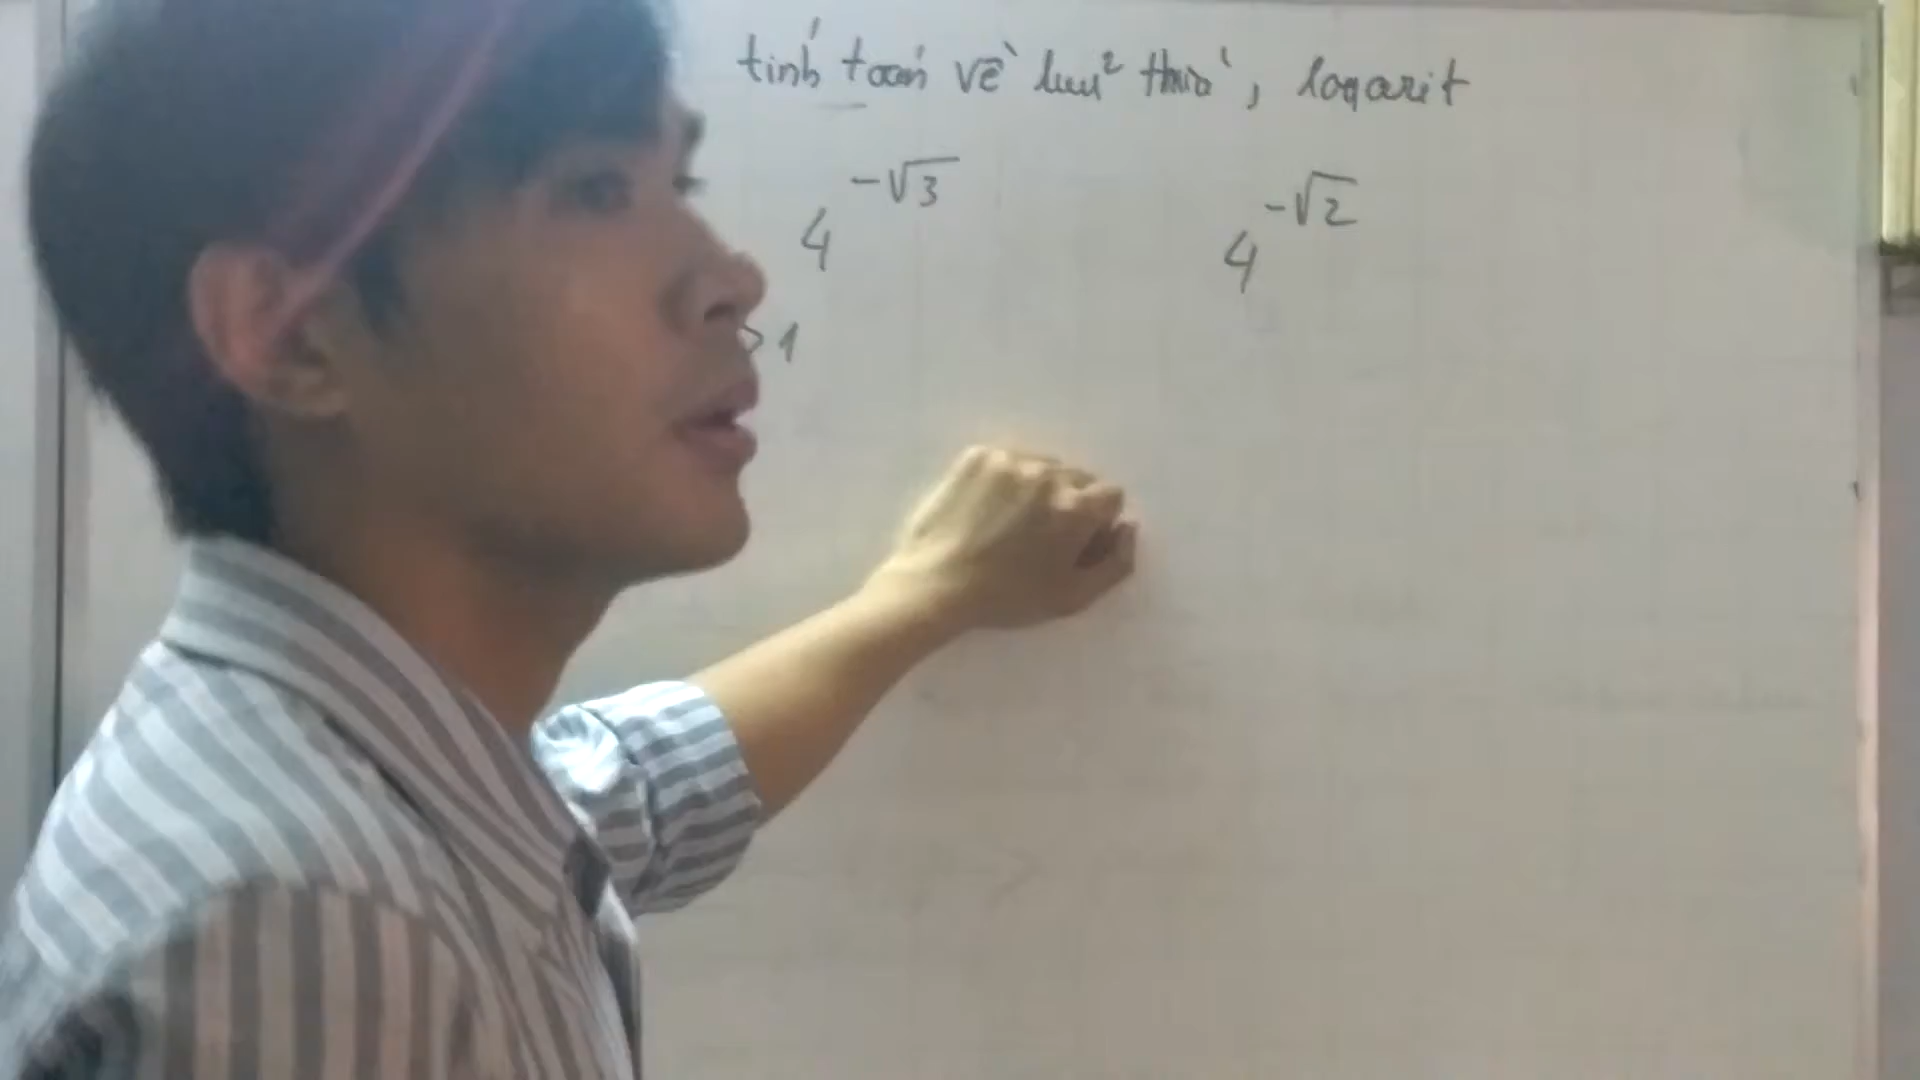 tính toán về luỹ thừa, logarit
4^{-√3} 4^{-√2}
> 1